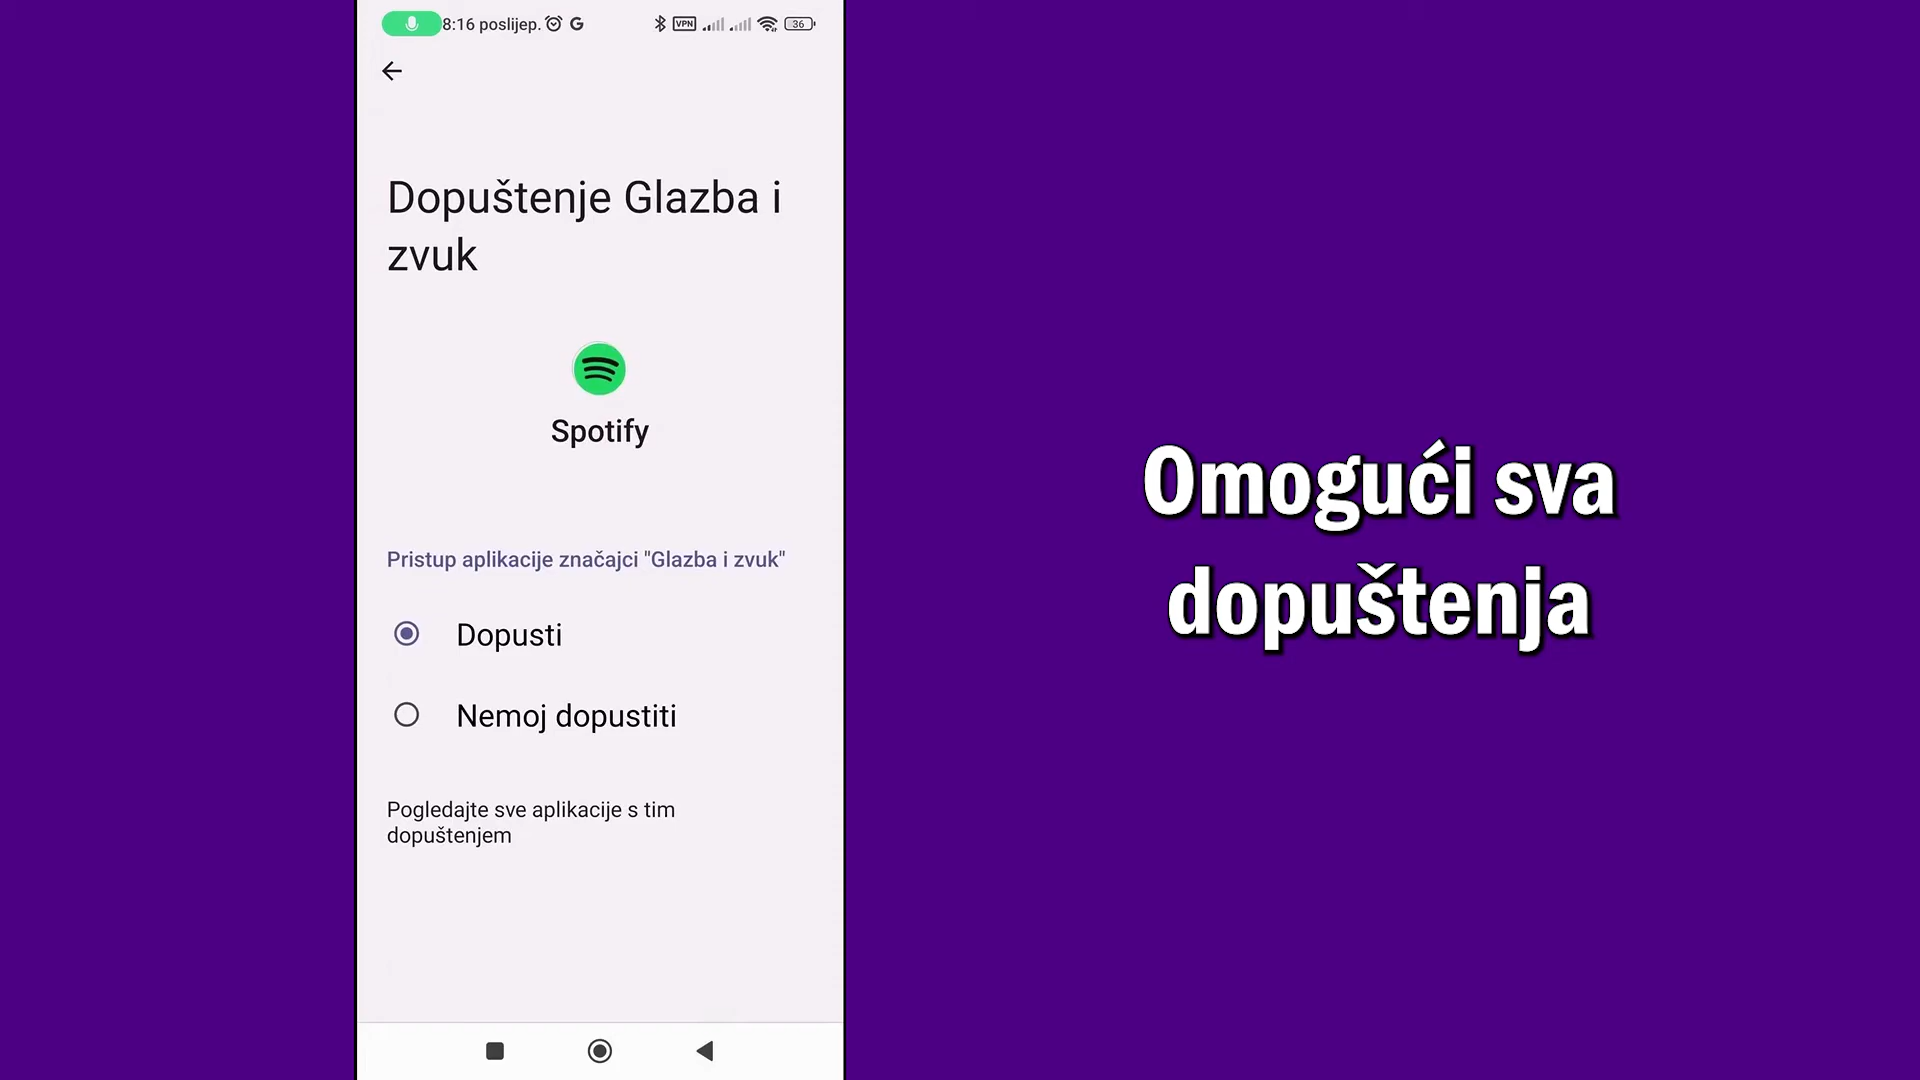 8:16 poslijep.
VPN
36
Dopuštenje Glazba i
zvuk
Spotify
Pristup aplikacije značajci "Glazba i zvuk"
Dopusti
Nemoj dopustiti
Pogledajte sve aplikacije s tim
dopuštenjem
Omogući sva
dopuštenja